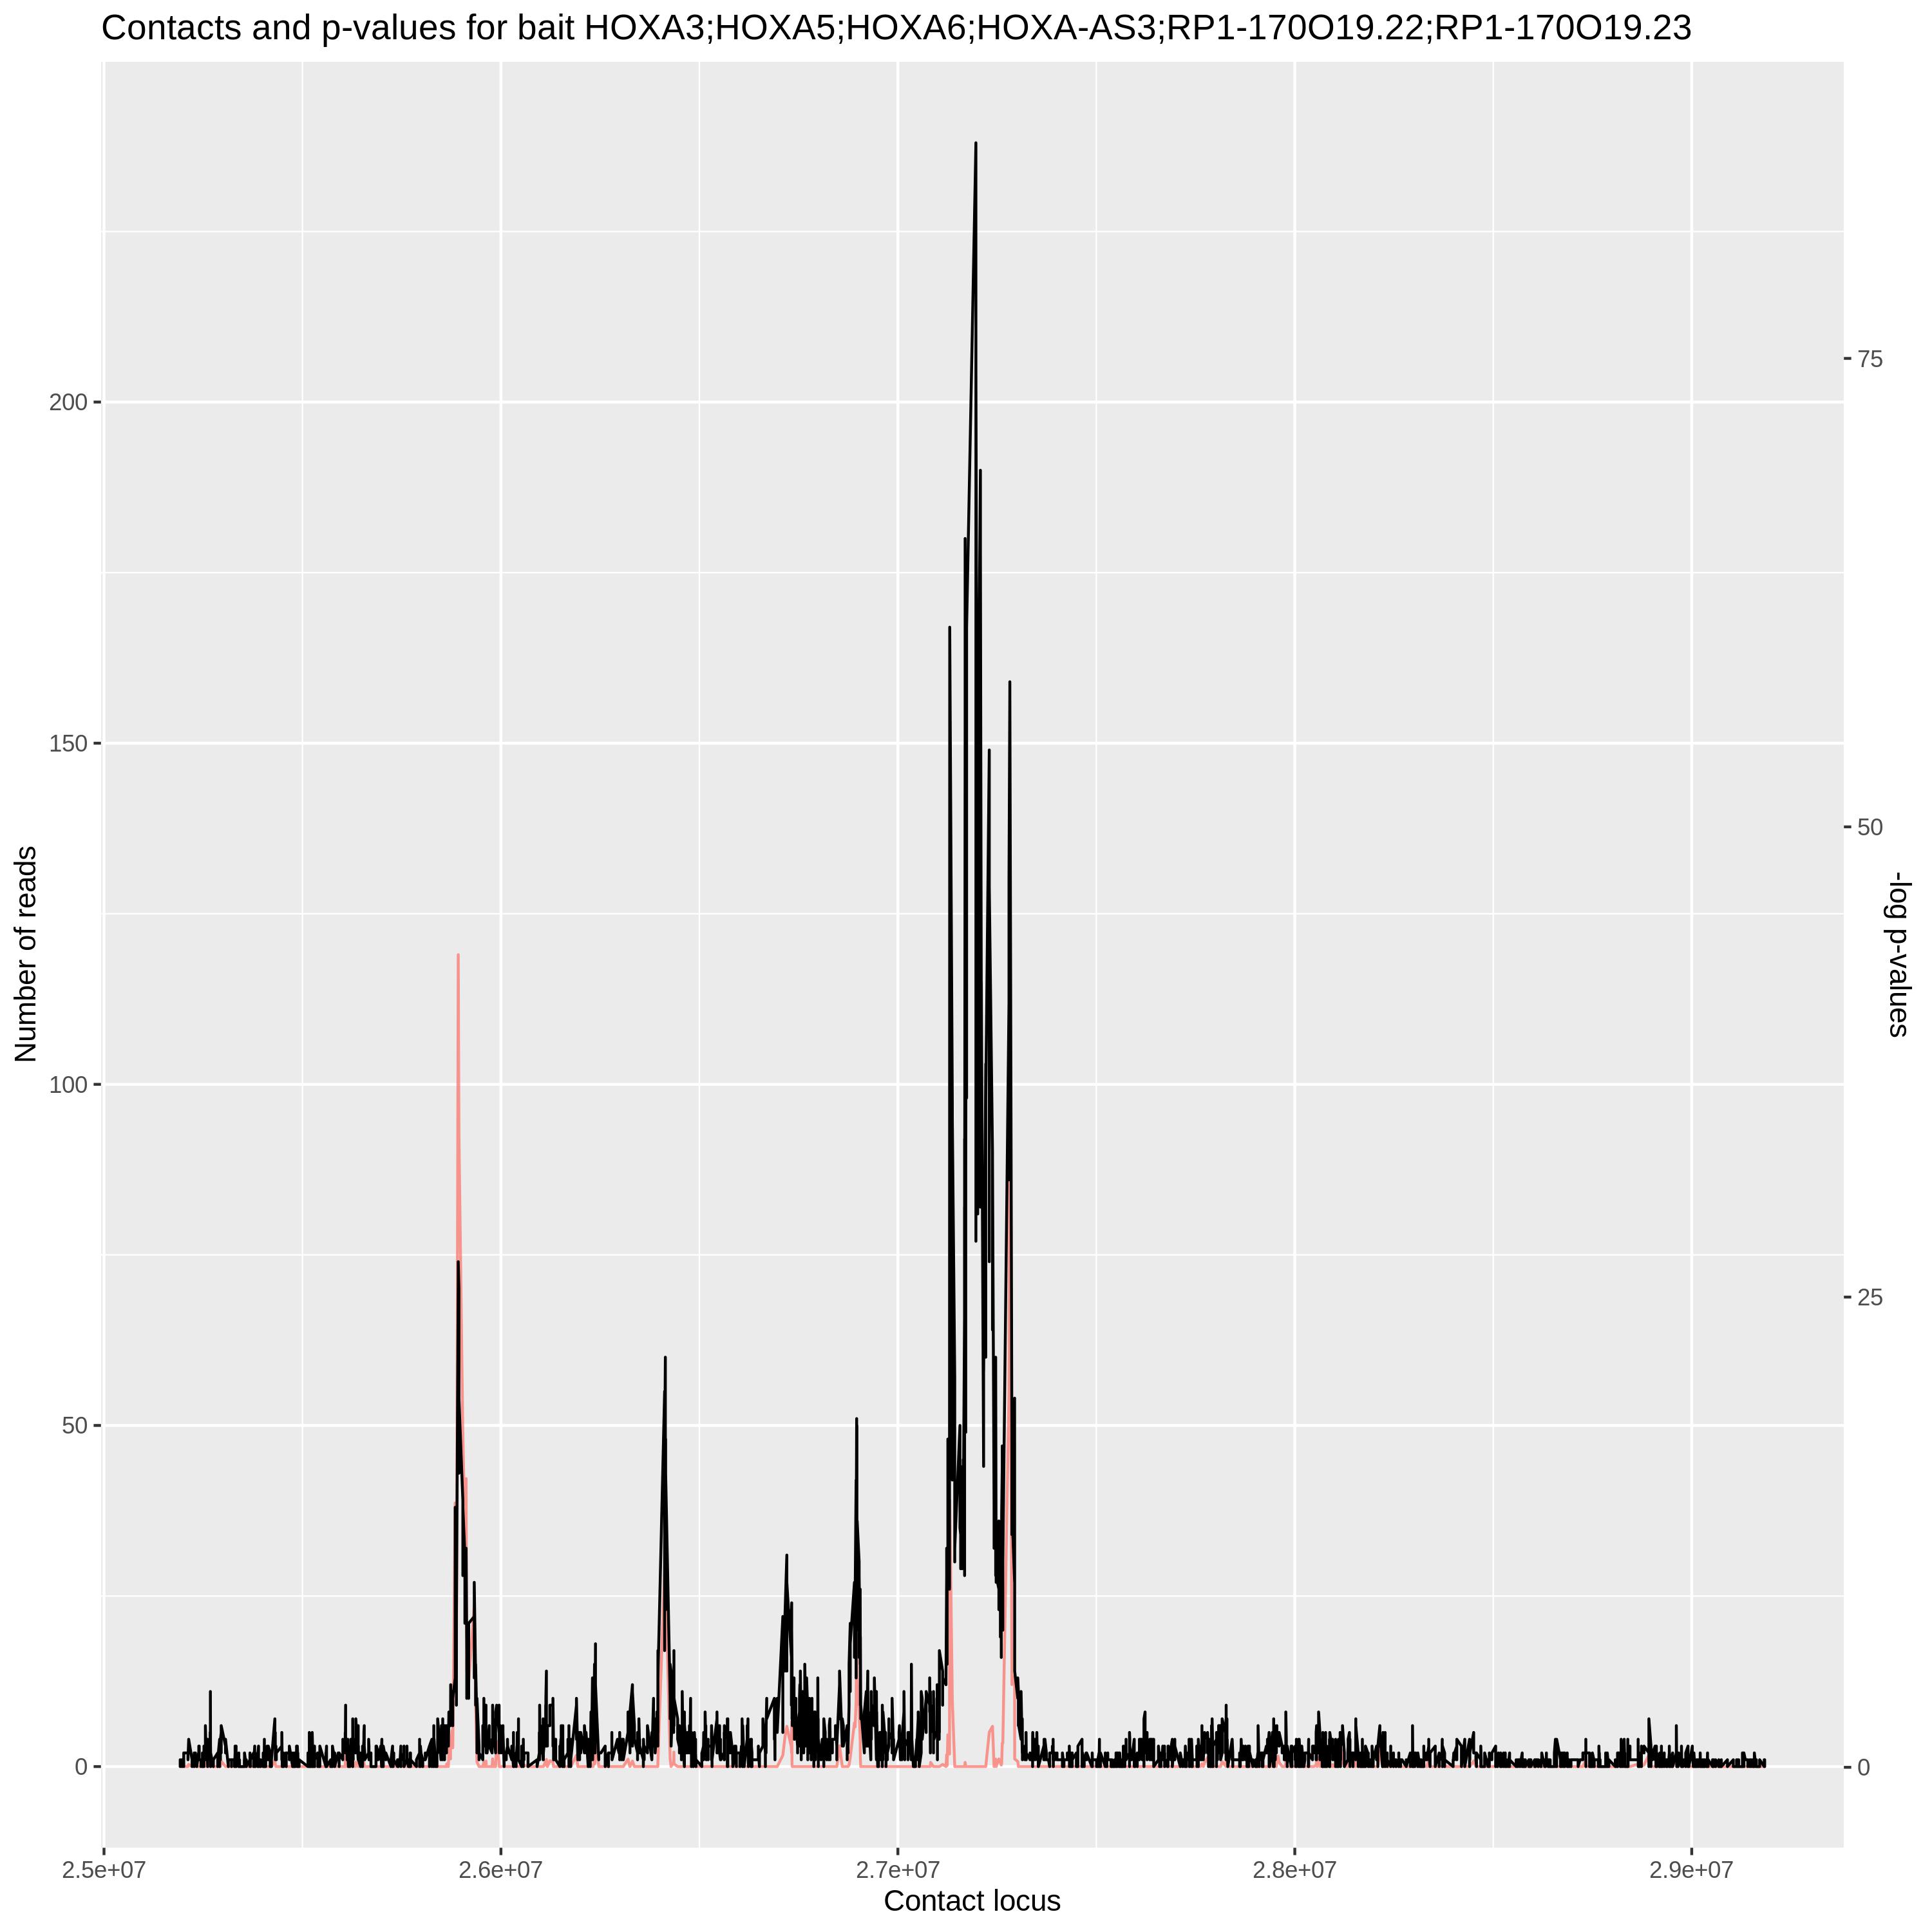 Contacts and p-values for bait HOXA3;HOXA5;HOXA6;HOXA-AS3;RP1-170O19.22;RP1-170O19.23
Number of reads
200
150
100
50
0
75
50
25
0
-log p-values
2.5e+07 2.6e+07 2.7e+07 2.8e+07 2.9e+07
Contact locus